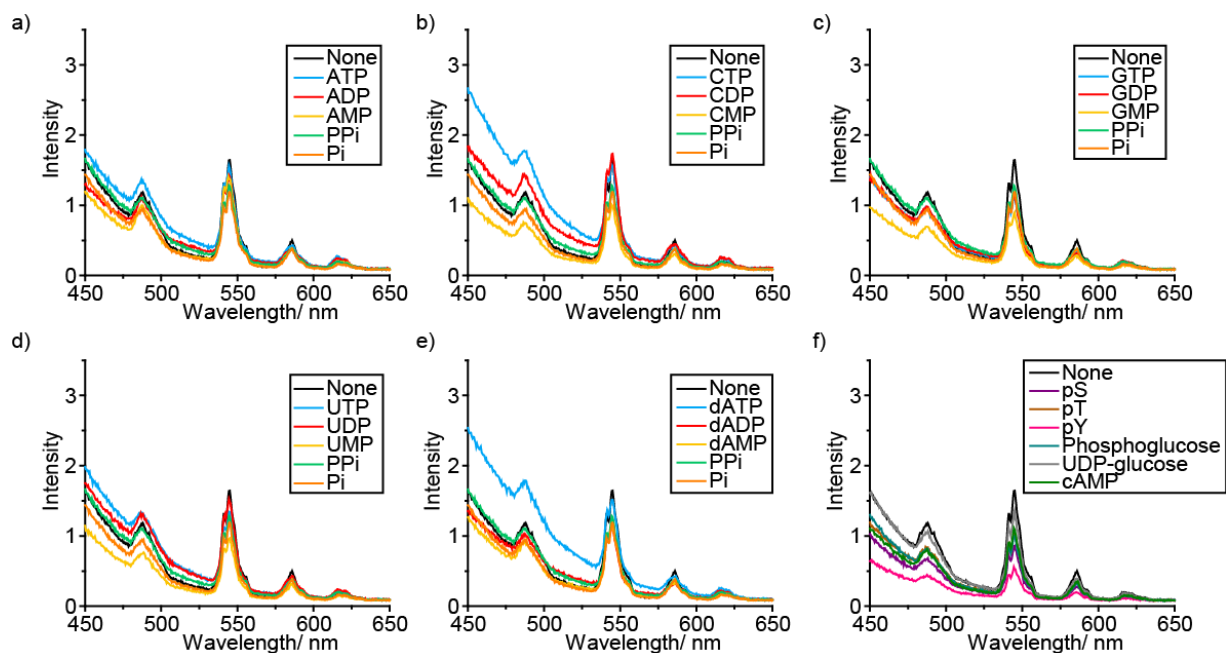 a)
3
2
1
0
Intensity
450 500 550 600 650
Wavelength/ nm
None
ATP
ADP
AMP
PPi
Pi
b)
3
2
1
0
Intensity
450 500 550 600 650
Wavelength/ nm
None
CTP
CDP
CMP
PPi
Pi
c)
3
2
1
0
Intensity
450 500 550 600 650
Wavelength/ nm
None
GTP
GDP
GMP
PPi
Pi
d)
3
2
1
0
Intensity
450 500 550 600 650
Wavelength/ nm
None
UTP
UDP
UMP
PPi
Pi
e)
3
2
1
0
Intensity
450 500 550 600 650
Wavelength/ nm
None
dATP
dADP
dAMP
PPi
Pi
f)
3
2
1
0
Intensity
450 500 550 600 650
Wavelength/ nm
None
pS
pT
pY
Phosphoglucose
UDP-glucose
cAMP